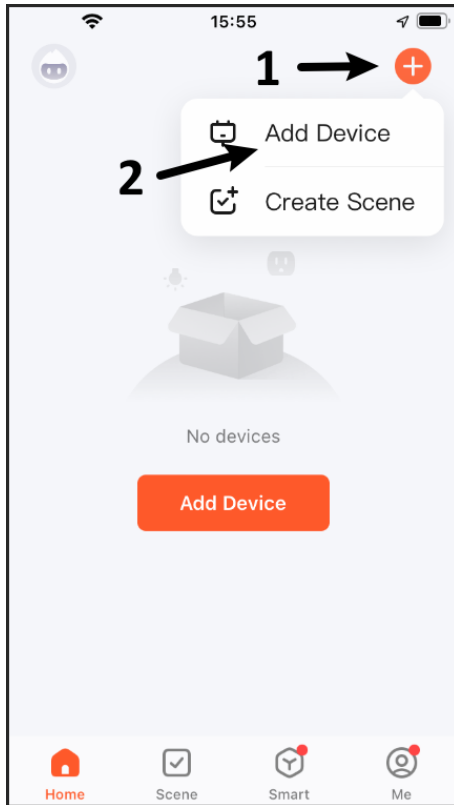 15:55
1
Add Device
2
Create Scene
No devices
Add Device
Home Scene Smart Me